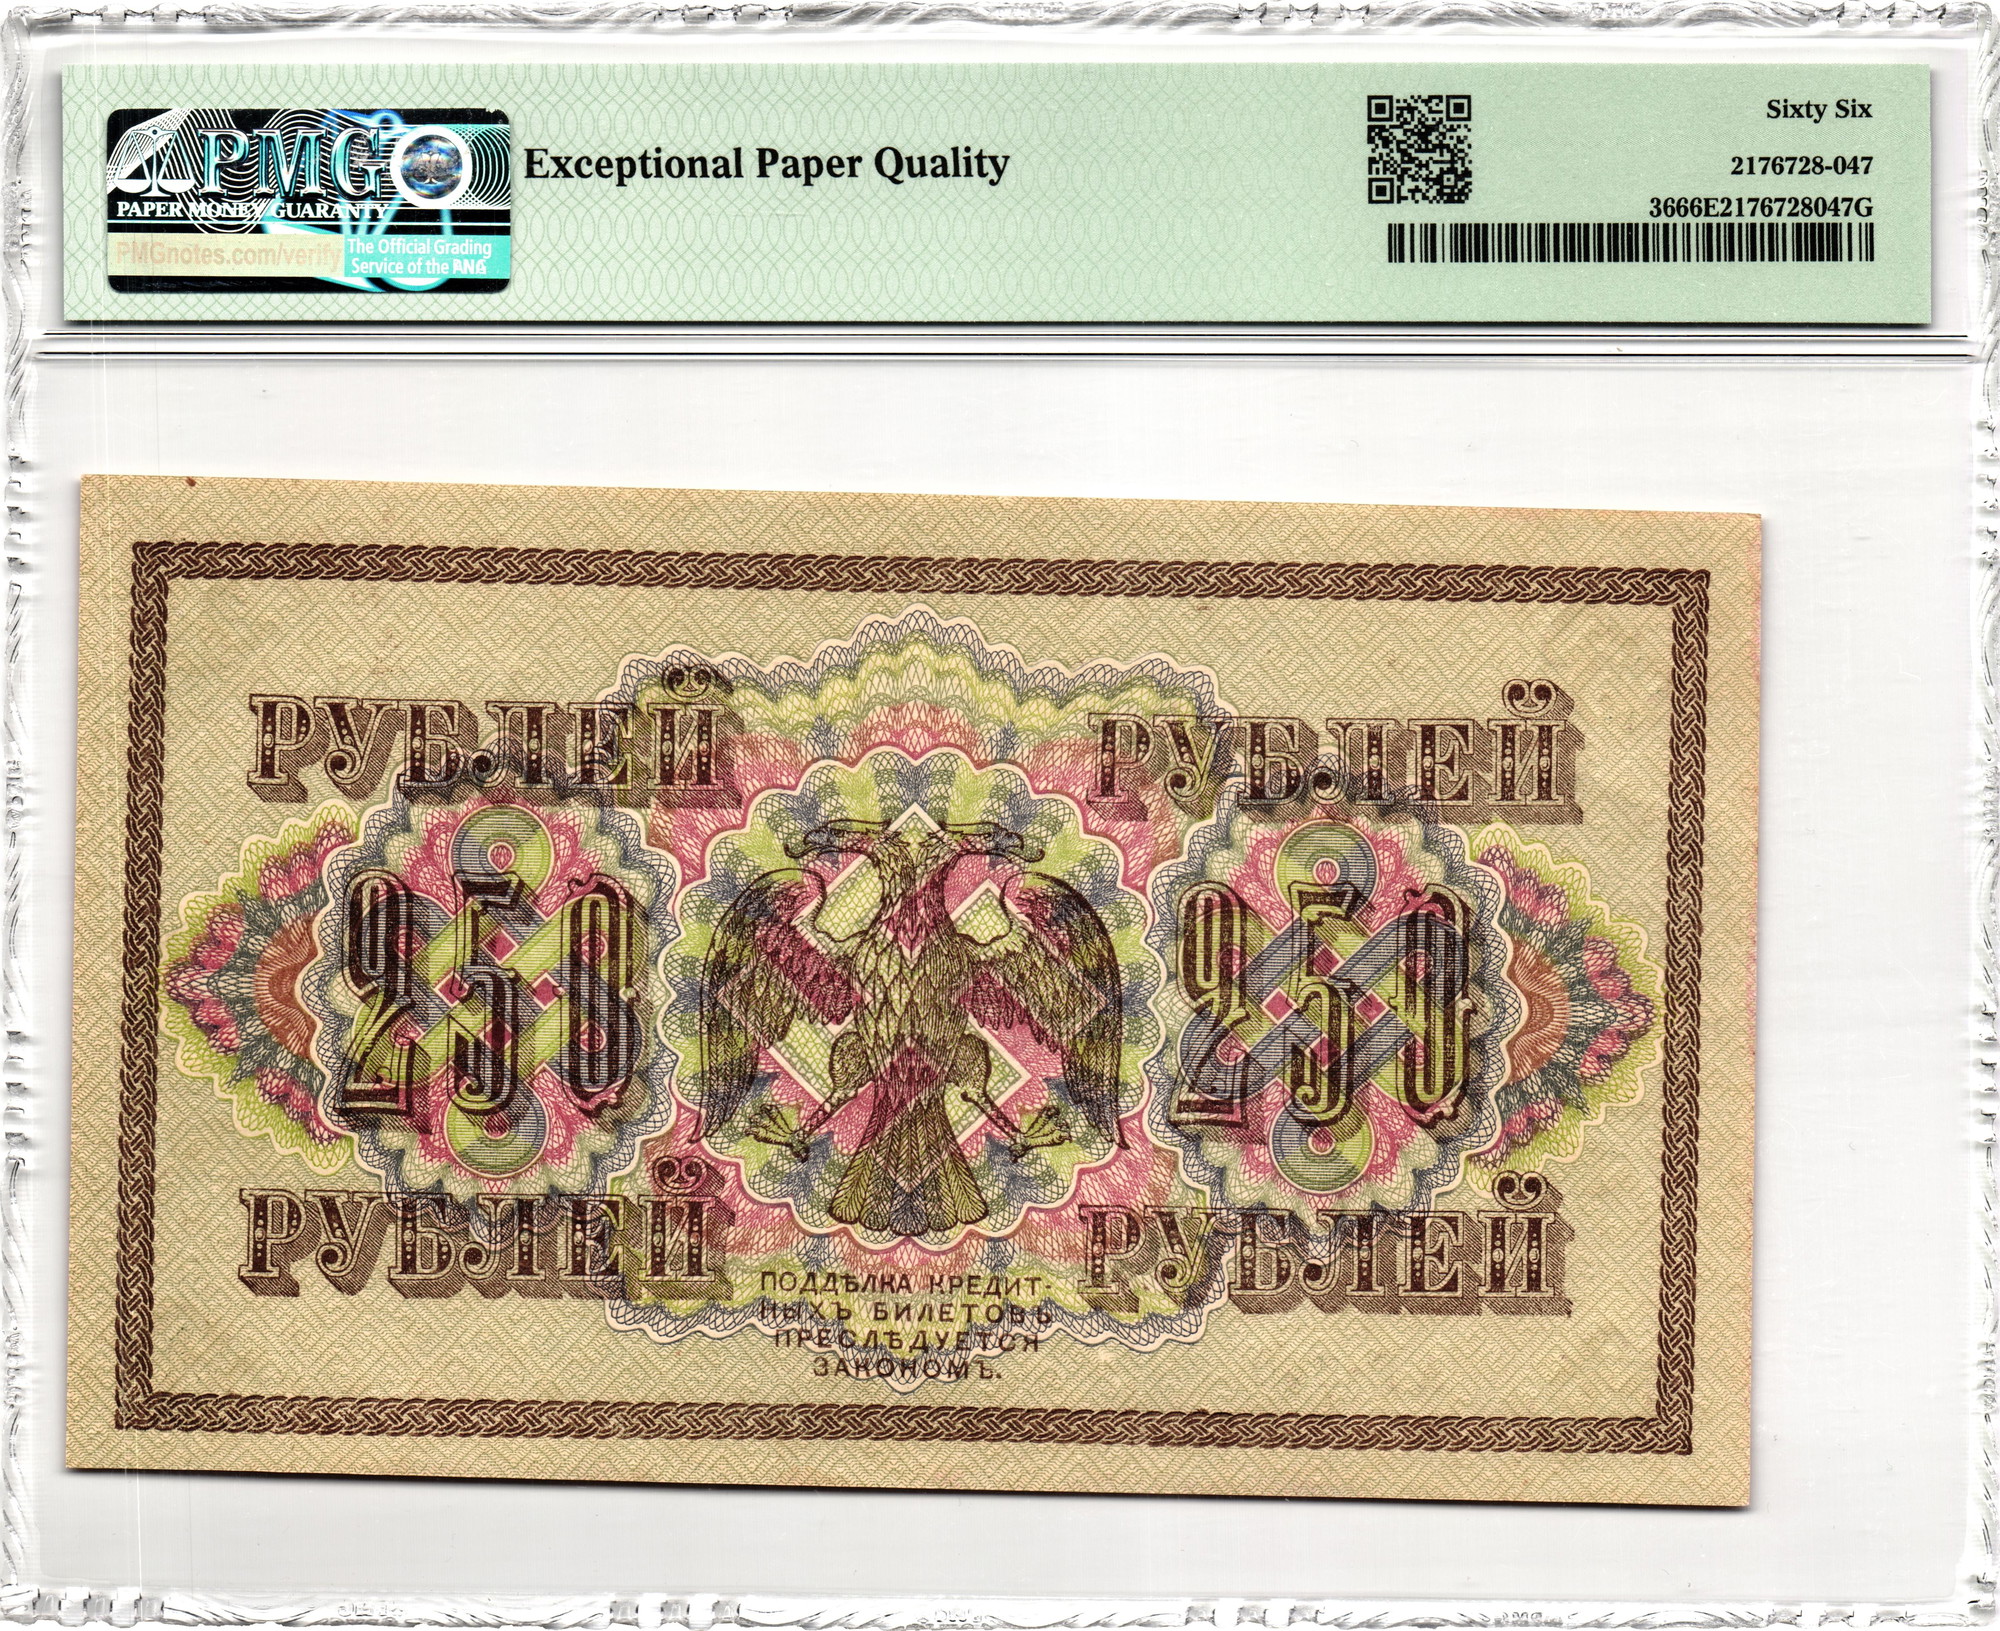 PMG
PAPER MONEY GUARANTY
PMGnotes.com/verify
The Official Grading
Service of the ANA
Exceptional Paper Quality
Sixty Six
2176728-047
3666E2176728047G
РУБЛЕЙ РУБЛЕЙ
250 250
РУБЛЕЙ РУБЛЕЙ
ПОДДѢЛКА КРЕДИТ-
НЫХЪ БИЛЕТОВЪ
ПРЕСЛѢДУЕТСЯ
ЗАКОНОМЪ.